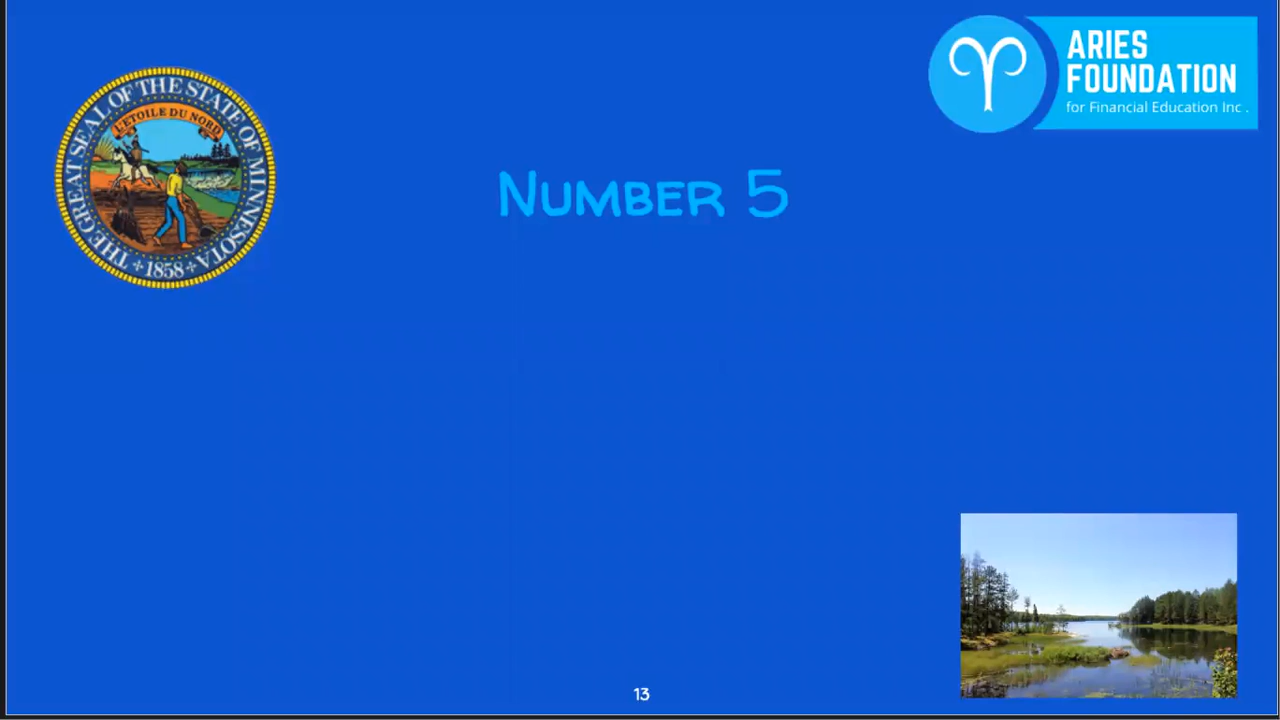 THE GREAT SEAL OF THE STATE OF MINNESOTA
L'ETOILE DU NORD
1858
ARIES
FOUNDATION
for Financial Education Inc.
NUMBER 5
13